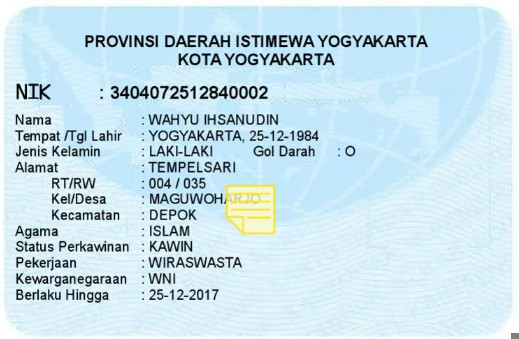 PROVINSI DAERAH ISTIMEWA YOGYAKARTA
KOTA YOGYAKARTA
NIK : 3404072512840002
Nama : WAHYU IHSANUDIN
Tempat /Tgl Lahir : YOGYAKARTA, 25-12-1984
Jenis Kelamin : LAKI-LAKI Gol Darah : O
Alamat : TEMPELSARI
RT/RW : 004 / 035
Kel/Desa : MAGUWOHARJO
Kecamatan : DEPOK
Agama : ISLAM
Status Perkawinan : KAWIN
Pekerjaan : WIRASWASTA
Kewarganegaraan : WNI
Berlaku Hingga : 25-12-2017